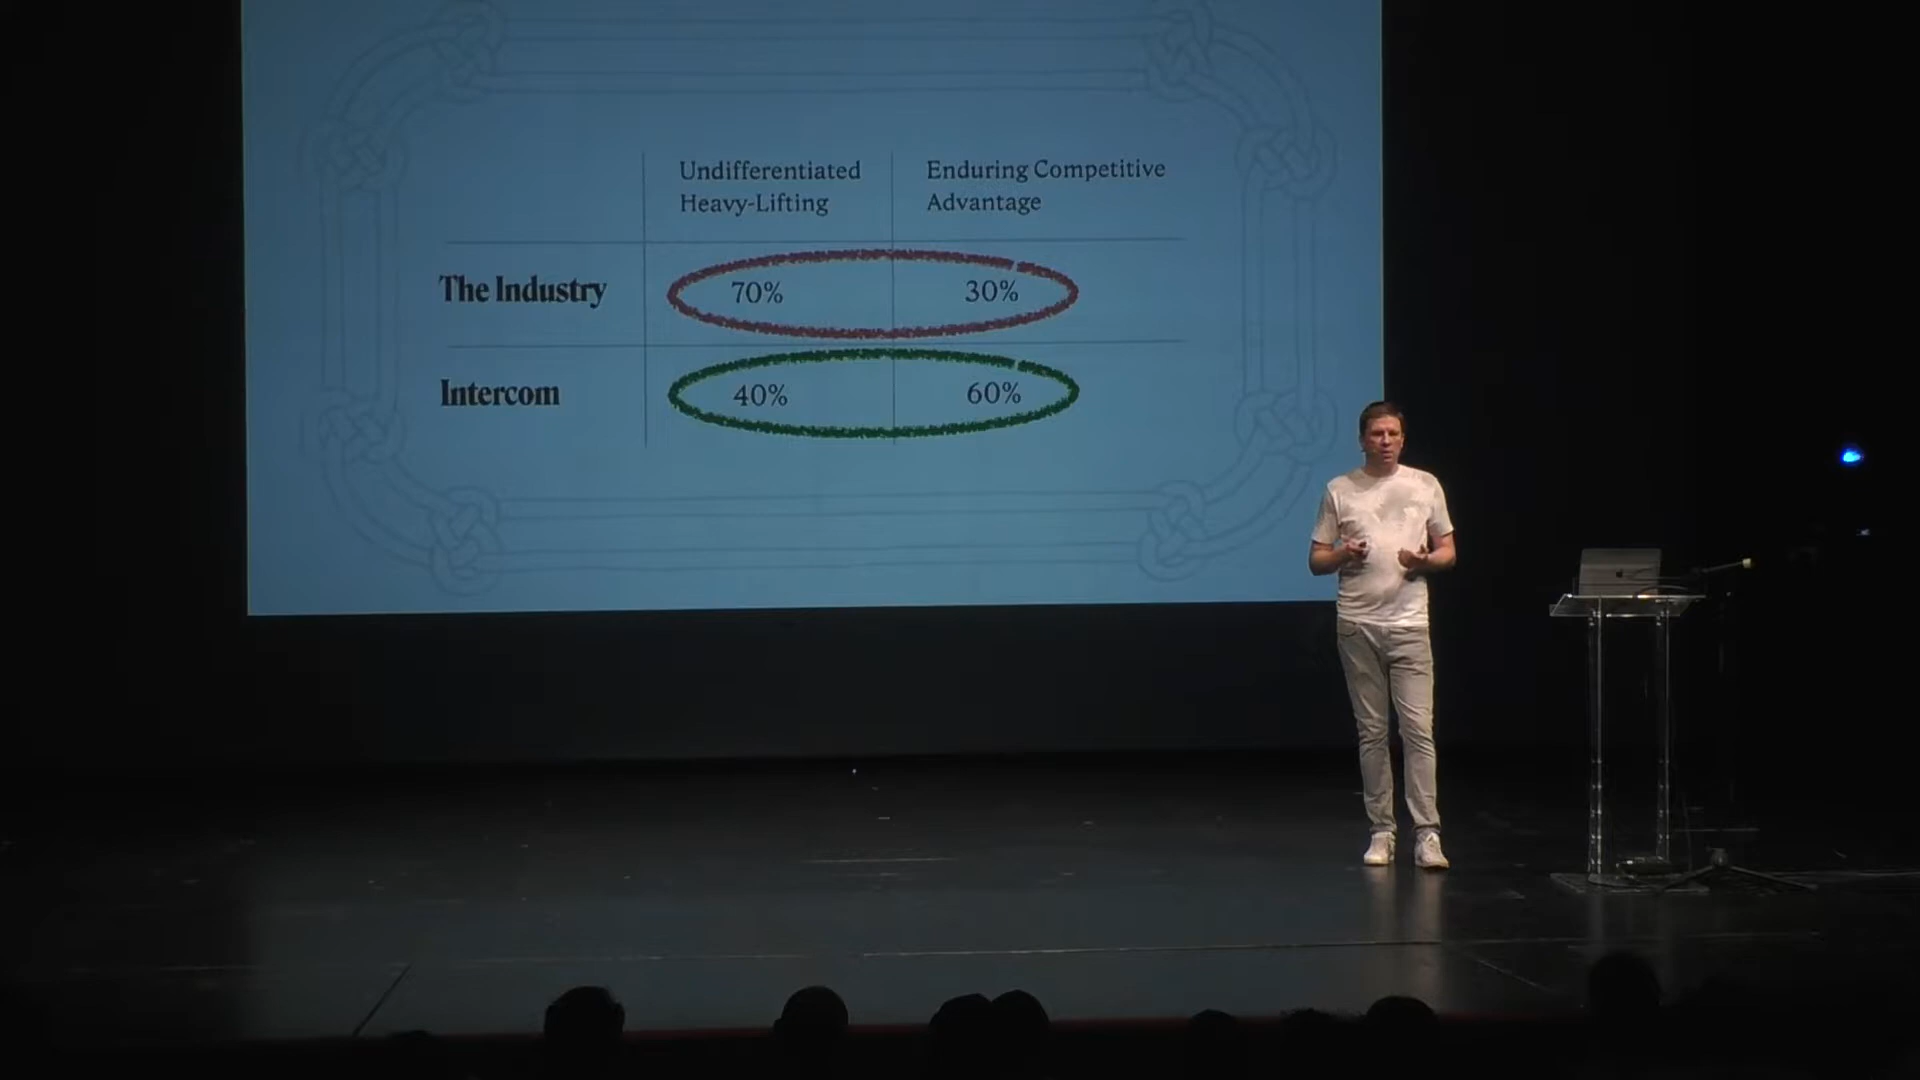 Undifferentiated
Heavy-Lifting
Enduring Competitive
Advantage
The Industry
70%
30%
Intercom
40%
60%